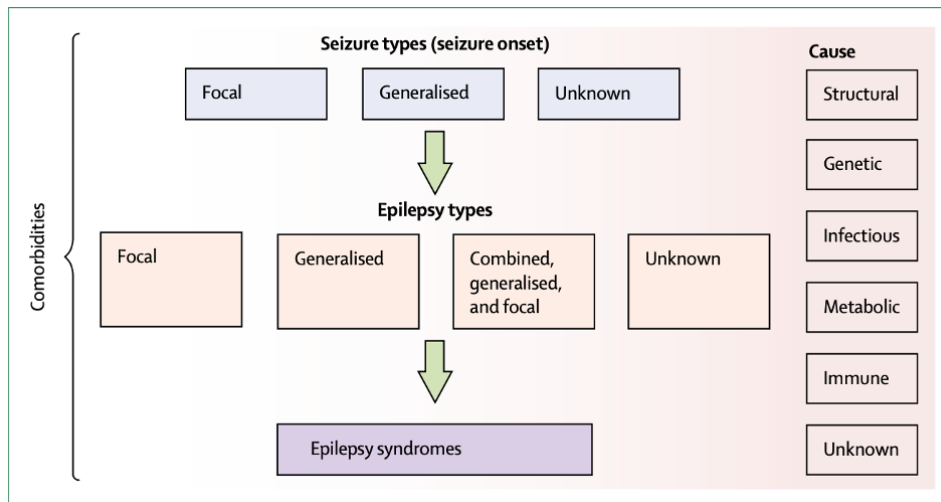 Comorbidities
Seizure types (seizure onset)
Focal
Generalised
Unknown
Epilepsy types
Focal
Generalised
Combined,
generalised,
and focal
Unknown
Epilepsy syndromes
Cause
Structural
Genetic
Infectious
Metabolic
Immune
Unknown